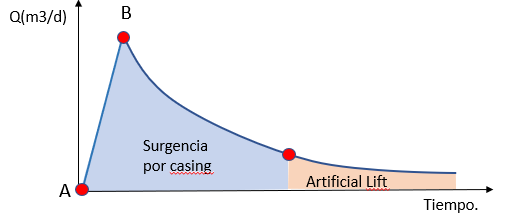 Q(m3/d)
B
Surgencia
por casing
A
Artificial Lift
Tiempo.